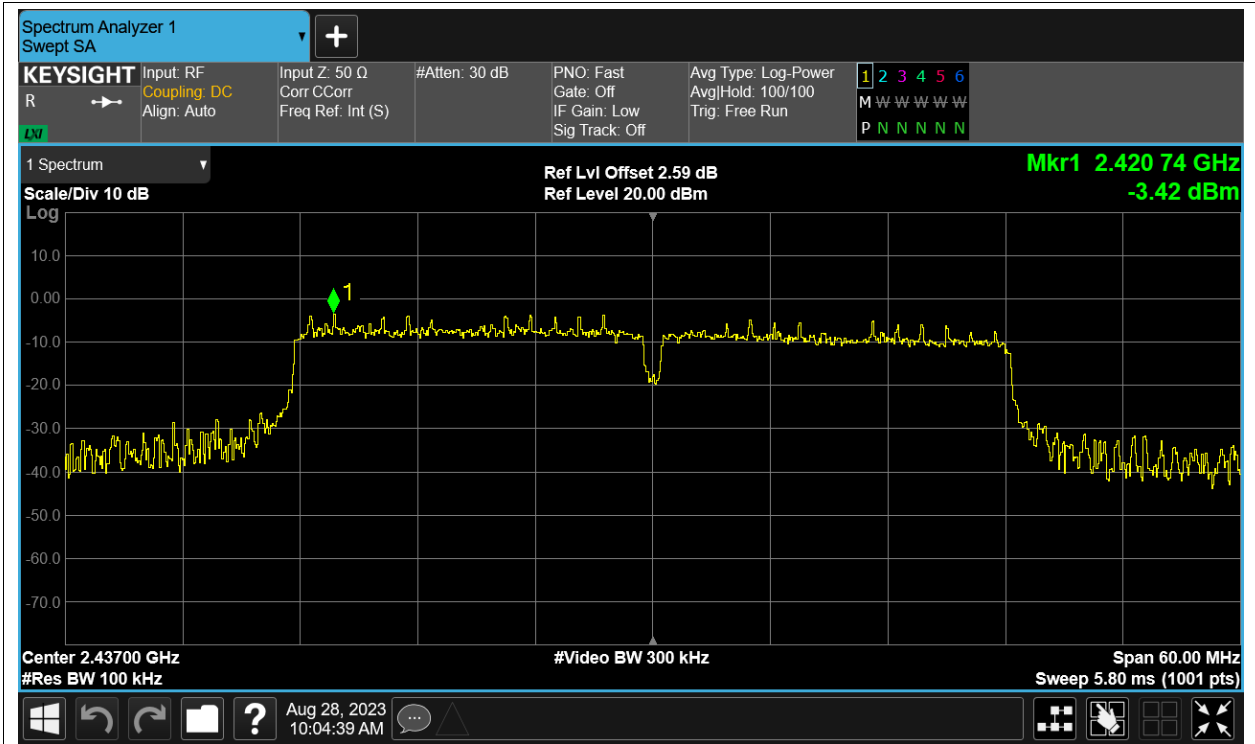 Spectrum Analyzer 1
Swept SA
KEYSIGHT
R
LXI
Input: RF
Coupling: DC
Align: Auto
Input Z: 50 Ω
Corr CCorr
Freq Ref: Int (S)
#Atten: 30 dB
PNO: Fast
Gate: Off
IF Gain: Low
Sig Track: Off
Avg Type: Log-Power
Avg|Hold: 100/100
Trig: Free Run
1 2 3 4 5 6
M W W W W W W
P N N N N N N
1 Spectrum
Scale/Div 10 dB
Log
Ref Lvl Offset 2.59 dB
Ref Level 20.00 dBm
Mkr1 2.420 74 GHz
-3.42 dBm
10.0
0.00
-10.0
-20.0
-30.0
-40.0
-50.0
-60.0
-70.0
1
Center 2.43700 GHz
#Res BW 100 kHz
#Video BW 300 kHz
Span 60.00 MHz
Sweep 5.80 ms (1001 pts)
?
Aug 28, 2023
10:04:39 AM